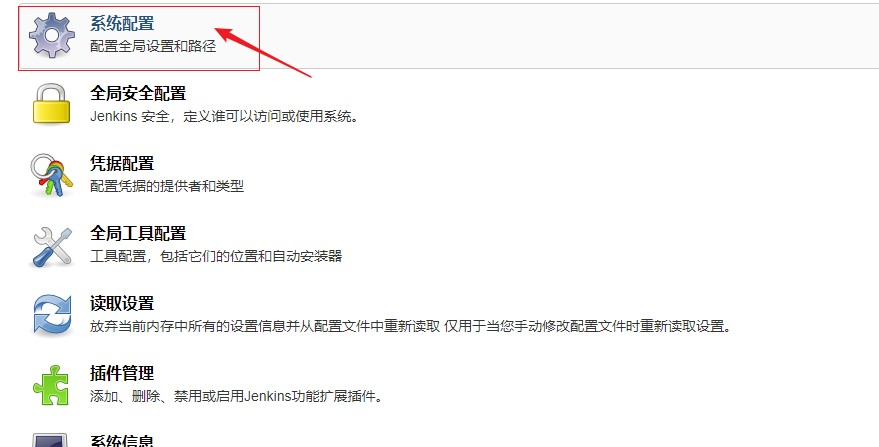 系统配置
配置全局设置和路径
全局安全配置
Jenkins 安全，定义谁可以访问或使用系统。
凭据配置
配置凭据的提供者和类型
全局工具配置
工具配置，包括它们的位置和自动安装器
读取设置
放弃当前内存中所有的设置信息并从配置文件中重新读取 仅用于当您手动修改配置文件时重新读取设置。
插件管理
添加、删除、禁用或启用Jenkins功能扩展插件。
系统信息